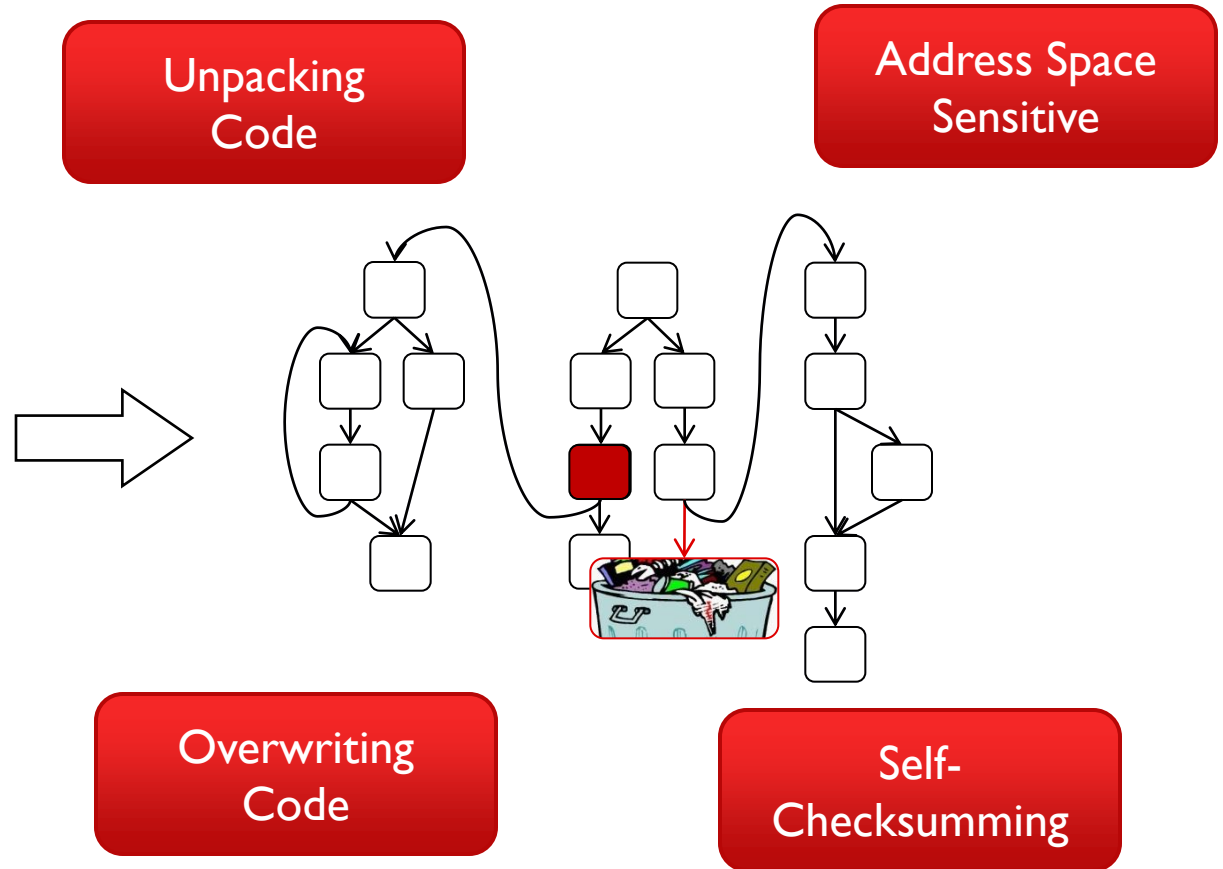 Unpacking
Code
Address Space
Sensitive
Overwriting
Code
Self-
Checksumming